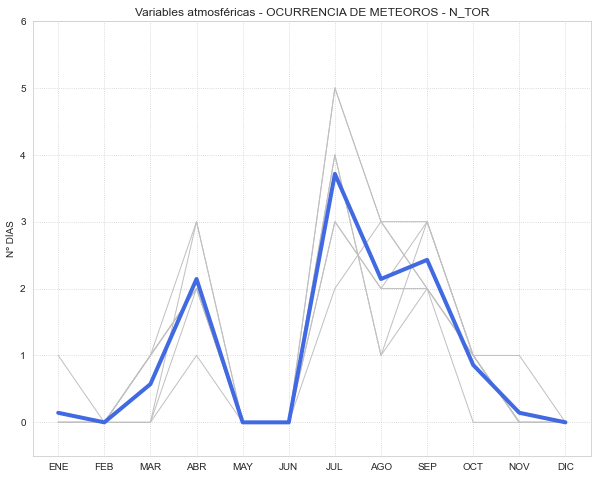 Variables atmosféricas - OCURRENCIA DE METEOROS - N_TOR
6
5
4
3
2
1
0
Nº DÍAS
ENE FEB MAR ABR MAY JUN JUL AGO SEP OCT NOV DIC